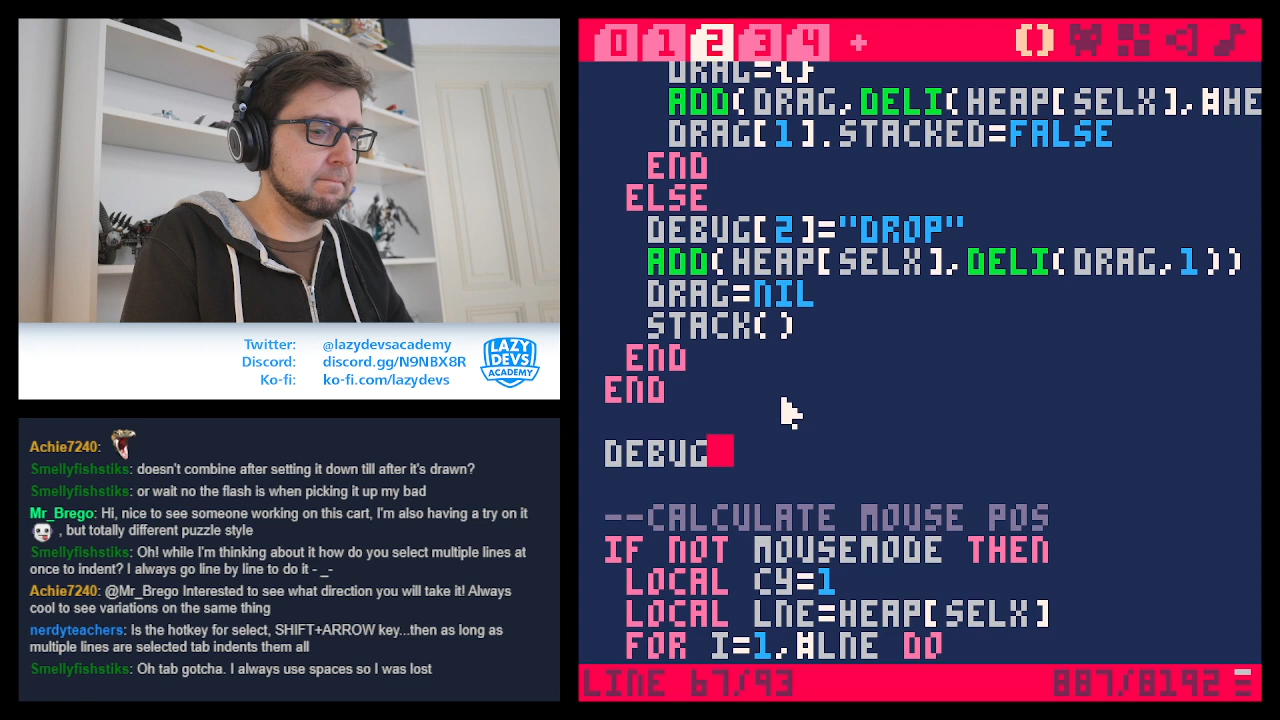 Twitter: @lazydevsacademy
Discord: discord.gg/N9NBX8R
Ko-fi: ko-fi.com/lazydevs
LAZY
DEVS
ACADEMY
Achie7240:
Smellyfishstiks: doesn't combine after setting it down till after it's drawn?
Smellyfishstiks: or wait no the flash is when picking it up my bad
Mr_Brego: Hi, nice to see someone working on this cart, I'm also having a try on it
, but totally different puzzle style
Smellyfishstiks: Oh! while I'm thinking about it how do you select multiple lines at
once to indent? I always go line by line to do it - _-
Achie7240: @Mr_Brego Interested to see what direction you will take it! Always
cool to see variations on the same thing
nerdyteachers: Is the hotkey for select, SHIFT+ARROW key...then as long as
multiple lines are selected tab indents them all
Smellyfishstiks: Oh tab gotcha. I always use spaces so I was lost
0 1 2 3 4 +
DRAG={}
ADD(DRAG,DELI(HEAP[SELX],#HE
DRAG[1].STACKED=FALSE
END
ELSE
DEBUG[2]="DROP"
ADD(HEAP[SELX],DELI(DRAG,1))
DRAG=NIL
STACK()
END
END
DEBUG
--CALCULATE MOUSE POS
IF NOT MOUSEMODE THEN
LOCAL CY=1
LOCAL LNE=HEAP[SELX]
FOR I=1,#LNE DO
LINE 67/93 887/8192